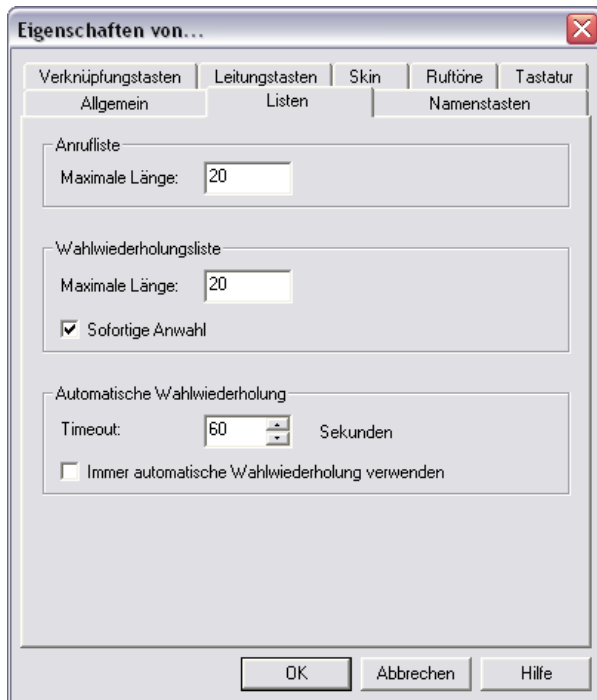 Eigenschaften von...
Verknüpfungstasten Leitungstasten Skin Ruftöne Tastatur
Allgemein Listen Namenstasten
Anrufliste
Maximale Länge: 20
Wahlwiederholungsliste
Maximale Länge: 20
Sofortige Anwahl
Automatische Wahlwiederholung
Timeout: 60 Sekunden
Immer automatische Wahlwiederholung verwenden
OK Abbrechen Hilfe